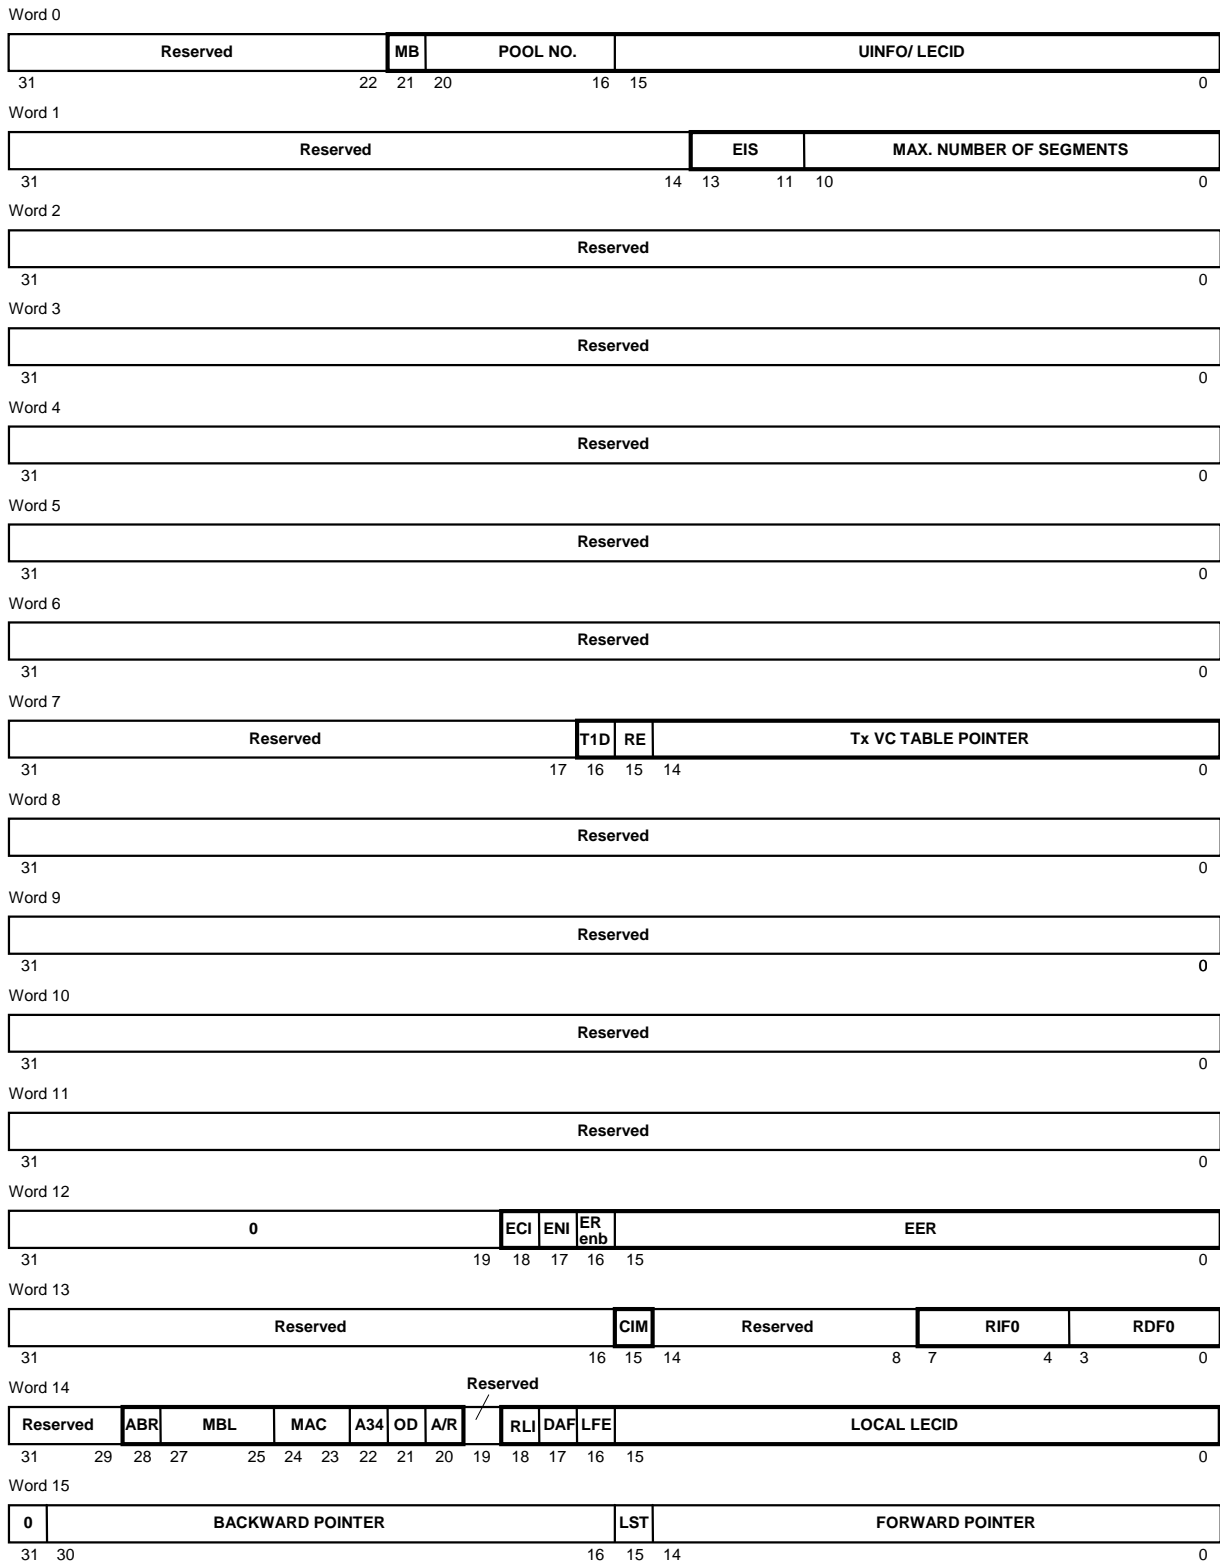 Word 0
Reserved MB POOL NO. UINFO/ LECID
31 22 21 20 16 15 0
Word 1
Reserved EIS MAX. NUMBER OF SEGMENTS
31 14 13 11 10 0
Word 2
Reserved
31 0
Word 3
Reserved
31 0
Word 4
Reserved
31 0
Word 5
Reserved
31 0
Word 6
Reserved
31 0
Word 7
Reserved T1D RE Tx VC TABLE POINTER
31 17 16 15 14 0
Word 8
Reserved
31 0
Word 9
Reserved
31 0
Word 10
Reserved
31 0
Word 11
Reserved
31 0
Word 12
0 ECI ENI ER enb EER
31 19 18 17 16 15 0
Word 13
Reserved CIM Reserved RIF0 RDF0
31 16 15 14 8 7 4 3 0
Word 14 Reserved
Reserved ABR MBL MAC A34 OD A/R RLI DAF LFE LOCAL LECID
31 29 28 27 25 24 23 22 21 20 19 18 17 16 15 0
Word 15
0 BACKWARD POINTER LST FORWARD POINTER
31 30 16 15 14 0